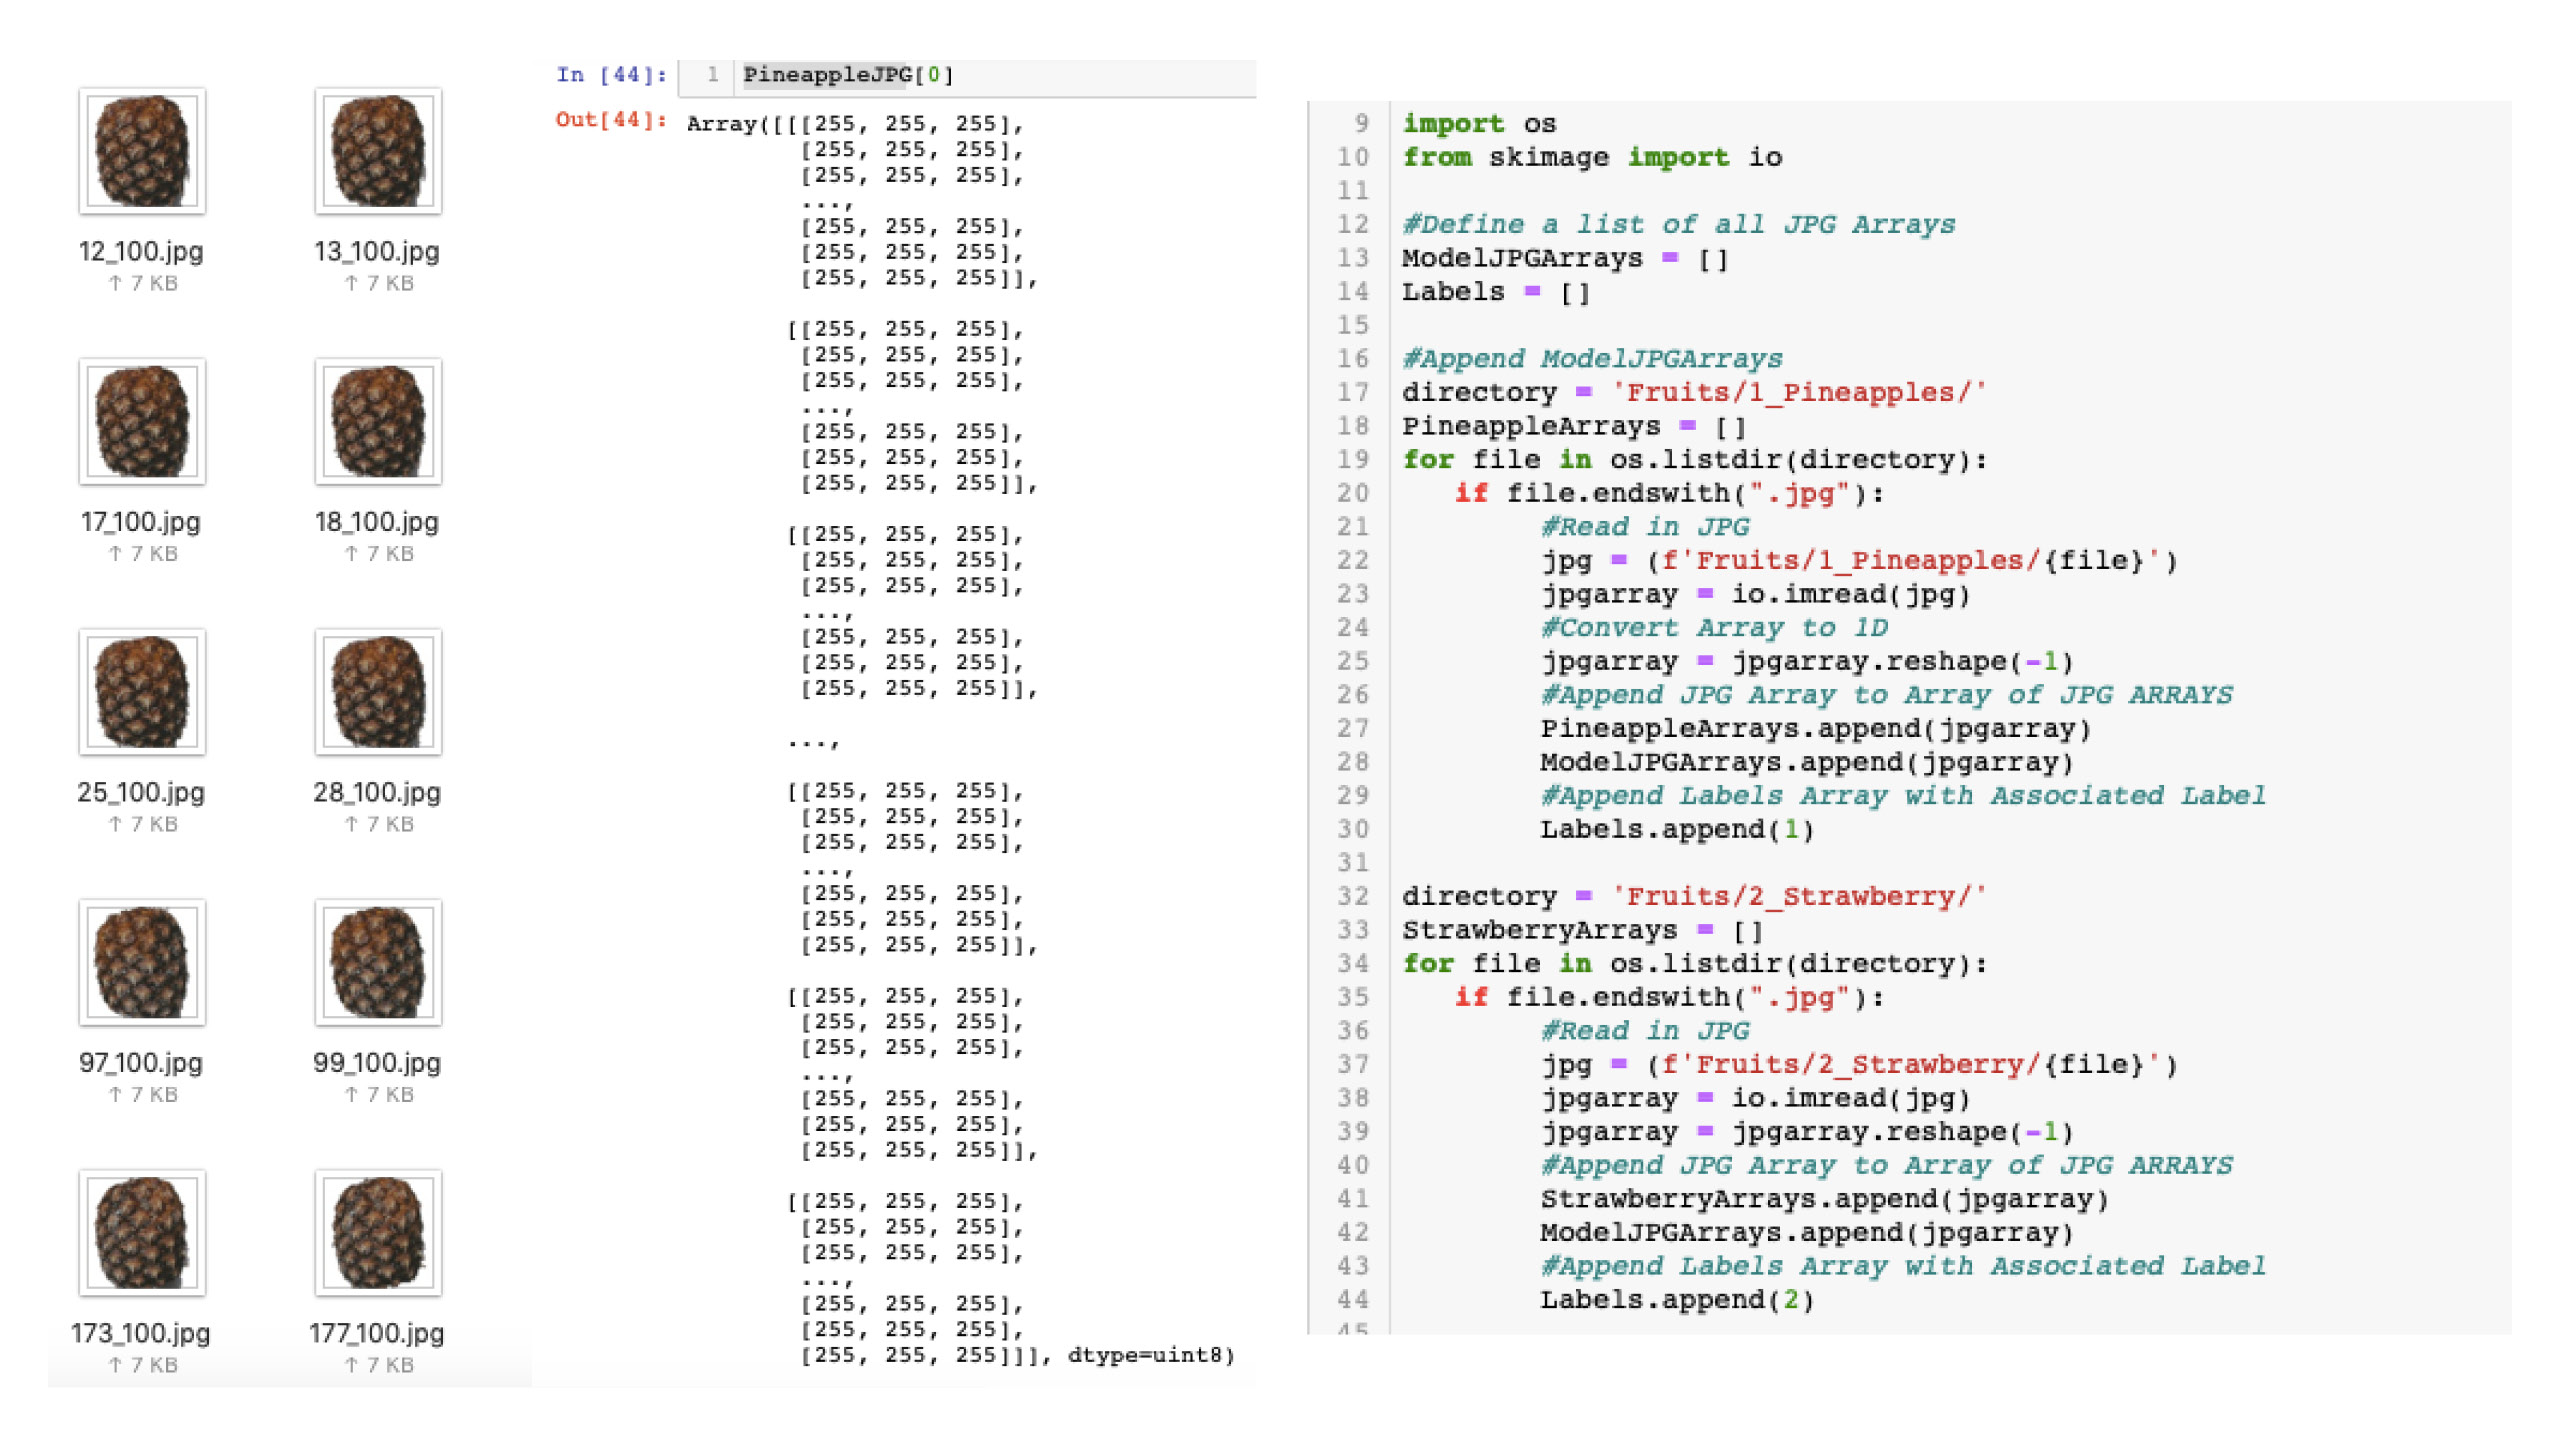 12_100.jpg 13_100.jpg
↑ 7 KB ↑ 7 KB
17_100.jpg 18_100.jpg
↑ 7 KB ↑ 7 KB
25_100.jpg 28_100.jpg
↑ 7 KB ↑ 7 KB
97_100.jpg 99_100.jpg
↑ 7 KB ↑ 7 KB
173_100.jpg 177_100.jpg
↑ 7 KB ↑ 7 KB
In [44]: 1 PineappleJPG[0]
Out[44]: Array([[[255, 255, 255],
[255, 255, 255],
[255, 255, 255],
...,
[255, 255, 255],
[255, 255, 255],
[255, 255, 255]],
[[255, 255, 255],
[255, 255, 255],
[255, 255, 255],
...,
[255, 255, 255],
[255, 255, 255],
[255, 255, 255]],
[[255, 255, 255],
[255, 255, 255],
[255, 255, 255],
...,
[255, 255, 255],
[255, 255, 255],
[255, 255, 255]],
...,
[[255, 255, 255],
[255, 255, 255],
[255, 255, 255],
...,
[255, 255, 255],
[255, 255, 255],
[255, 255, 255]],
[[255, 255, 255],
[255, 255, 255],
[255, 255, 255],
...,
[255, 255, 255],
[255, 255, 255],
[255, 255, 255]],
[[255, 255, 255],
[255, 255, 255],
[255, 255, 255],
...,
[255, 255, 255],
[255, 255, 255],
[255, 255, 255]]], dtype=uint8)
9 import os
10 from skimage import io
11
12 #Define a list of all JPG Arrays
13 ModelJPGArrays = []
14 Labels = []
15
16 #Append ModelJPGArrays
17 directory = 'Fruits/1_Pineapples/'
18 PineappleArrays = []
19 for file in os.listdir(directory):
20 if file.endswith(".jpg"):
21 #Read in JPG
22 jpg = (f'Fruits/1_Pineapples/{file}')
23 jpgarray = io.imread(jpg)
24 #Convert Array to 1D
25 jpgarray = jpgarray.reshape(-1)
26 #Append JPG Array to Array of JPG ARRAYS
27 PineappleArrays.append(jpgarray)
28 ModelJPGArrays.append(jpgarray)
29 #Append Labels Array with Associated Label
30 Labels.append(1)
31
32 directory = 'Fruits/2_Strawberry/'
33 StrawberryArrays = []
34 for file in os.listdir(directory):
35 if file.endswith(".jpg"):
36 #Read in JPG
37 jpg = (f'Fruits/2_Strawberry/{file}')
38 jpgarray = io.imread(jpg)
39 jpgarray = jpgarray.reshape(-1)
40 #Append JPG Array to Array of JPG ARRAYS
41 StrawberryArrays.append(jpgarray)
42 ModelJPGArrays.append(jpgarray)
43 #Append Labels Array with Associated Label
44 Labels.append(2)
45